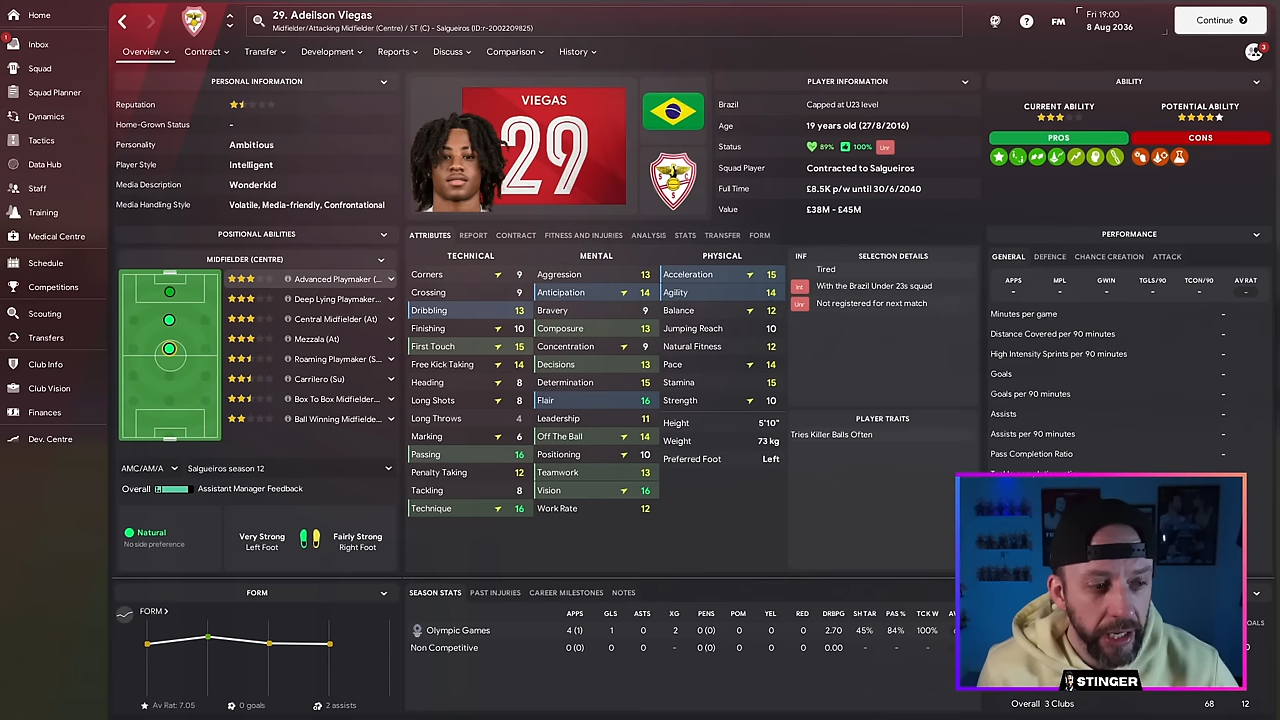 Home
1
Inbox
Squad
Squad Planner
Dynamics
Tactics
Data Hub
Staff
Training
Medical Centre
Schedule
Competitions
Scouting
Transfers
Club Info
Club Vision
Finances
Dev. Centre
29. Adeilson Viegas
Midfielder/Attacking Midfielder (Centre) / ST (C) - Salgueiros (ID:r-2002209825)
?
FM
Fri 19:00
8 Aug 2036
Continue
Overview
Contract
Transfer
Development
Reports
Discuss
Comparison
History
3
PERSONAL INFORMATION
Reputation
Home-Grown Status -
Personality Ambitious
Player Style Intelligent
Media Description Wonderkid
Media Handling Style Volatile, Media-friendly, Confrontational
VIEGAS
29
PLAYER INFORMATION
Brazil Capped at U23 level
Age 19 years old (27/8/2016)
Status 89% 100% Unr
Squad Player Contracted to Salgueiros
Full Time £8.5K p/w until 30/6/2040
Value £38M - £45M
ABILITY
CURRENT ABILITY
POTENTIAL ABILITY
PROS
CONS
POSITIONAL ABILITIES
MIDFIELDER (CENTRE)
Advanced Playmaker (...
Deep Lying Playmaker...
Central Midfielder (At)
Mezzala (At)
Roaming Playmaker (S...
Carrilero (Su)
Box To Box Midfielder...
Ball Winning Midfielde...
AMC/AM/A
Salgueiros season 12
Overall
Assistant Manager Feedback
Natural
No side preference
Very Strong
Left Foot
Fairly Strong
Right Foot
ATTRIBUTES
REPORT
CONTRACT
FITNESS AND INJURIES
ANALYSIS
STATS
TRANSFER
FORM
TECHNICAL
Corners 9
Crossing 9
Dribbling 13
Finishing 10
First Touch 15
Free Kick Taking 14
Heading 8
Long Shots 8
Long Throws 4
Marking 6
Passing 16
Penalty Taking 12
Tackling 8
Technique 16
MENTAL
Aggression 13
Anticipation 14
Bravery 9
Composure 13
Concentration 9
Decisions 13
Determination 15
Flair 16
Leadership 11
Off The Ball 14
Positioning 10
Teamwork 13
Vision 16
Work Rate 12
PHYSICAL
Acceleration 15
Agility 14
Balance 12
Jumping Reach 10
Natural Fitness 12
Pace 14
Stamina 15
Strength 10
Height 5'10"
Weight 73 kg
Preferred Foot Left
INF
SELECTION DETAILS
Tired
Int With the Brazil Under 23s squad
Unr Not registered for next match
PLAYER TRAITS
Tries Killer Balls Often
PERFORMANCE
GENERAL
DEFENCE
CHANCE CREATION
ATTACK
APPS MPL GWIN TGLS/90 TCON/90 AV RAT
- - - - - -
Minutes per game -
Distance Covered per 90 minutes -
High Intensity Sprints per 90 minutes -
Goals -
Goals per 90 minutes -
Assists -
Assists per 90 minutes -
Pass Completion Ratio -
FORM
FORM >
Av Rat: 7.05
0 goals
2 assists
SEASON STATS
PAST INJURIES
CAREER MILESTONES
NOTES
APPS GLS ASTS XG PENS POM YEL RED DRBPG SH TAR PAS % TCK W
Olympic Games 4 (1) 1 0 2 0 (0) 0 0 0 2.70 45% 84% 100%
Non Competitive 0 (0) 0 0 - 0 (0) 0 0 0 0.00 - - -
STINGER
Overall 3 Clubs 68 12